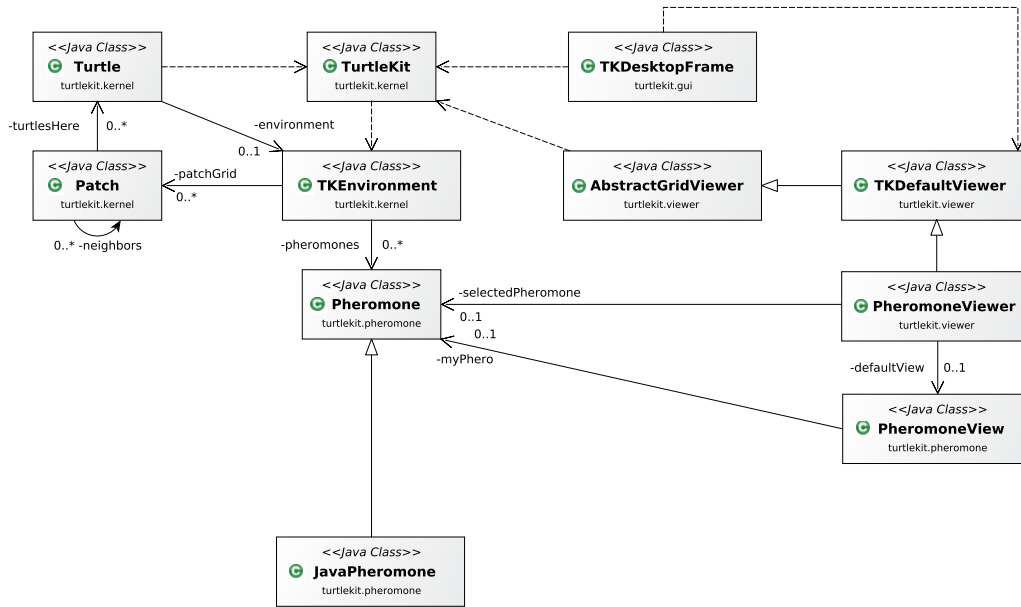 <<Java Class>>
Turtle
turtlekit.kernel
<<Java Class>>
TurtleKit
turtlekit.kernel
<<Java Class>>
TKDesktopFrame
turtlekit.gui
-turtlesHere
0..*
-environment
0..1
<<Java Class>>
Patch
turtlekit.kernel
-patchGrid
0..*
<<Java Class>>
TKEnvironment
turtlekit.kernel
<<Java Class>>
AbstractGridViewer
turtlekit.viewer
<<Java Class>>
TKDefaultViewer
turtlekit.viewer
0..* -neighbors
-pheromones
0..*
<<Java Class>>
Pheromone
turtlekit.pheromone
-selectedPheromone
0..1
<<Java Class>>
PheromoneViewer
turtlekit.viewer
0..1
-myPhero
-defaultView
0..1
<<Java Class>>
PheromoneView
turtlekit.pheromone
<<Java Class>>
JavaPheromone
turtlekit.pheromone